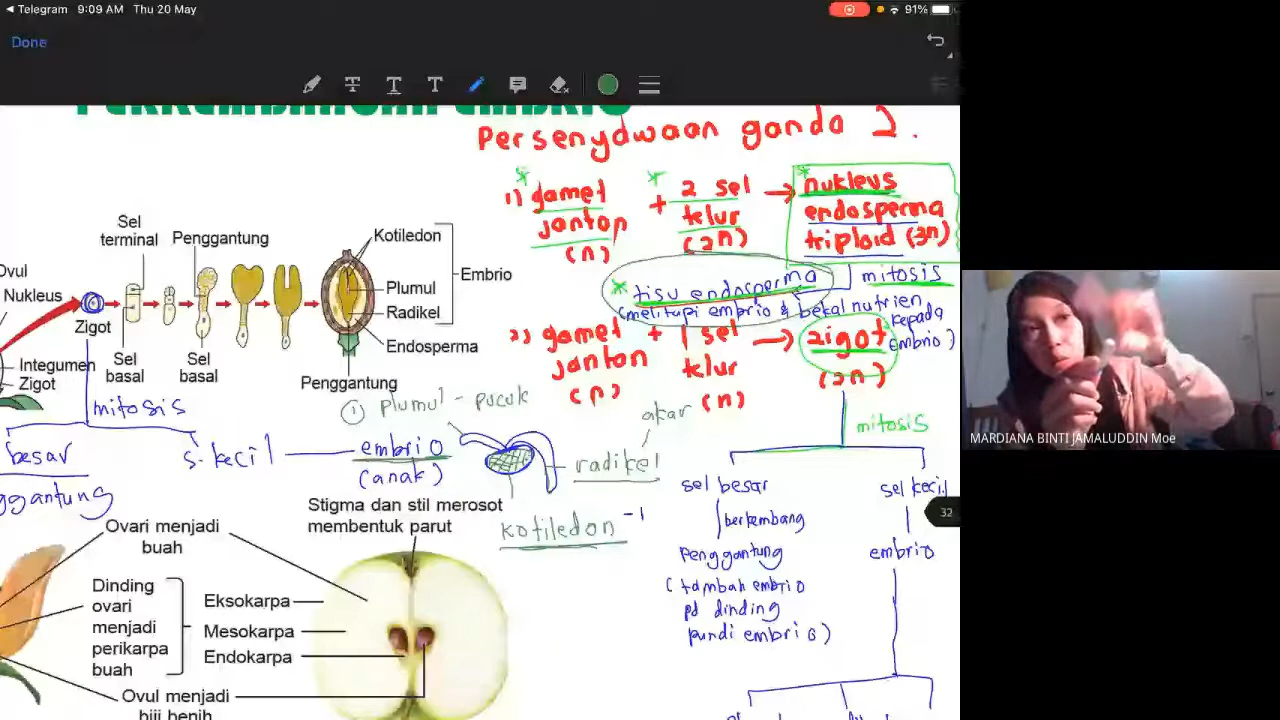 Telegram 9:09 AM Thu 20 May
91%
Done
PERKEMBANGAN EMBRIO
Persenyawaan ganda 2.
1) gamet jantan (n) + 2 sel telur (2n) → nukleus endosperma triploid (3n)
mitosis
tisu endosperma
(melitupi embrio & bekal nutrien kepada embrio)
2) gamet jantan (n) + 1 sel telur (n) → zigot (2n)
mitosis
sel besar
berkembang
Penggantung
(tambah embrio
pd dinding
pundi embrio)
sel kecil
embrio
Sel terminal
Penggantung
Kotiledon
Plumul
Radikel
Embrio
Endosperma
Penggantung
Ovul
Nukleus
Zigot
Sel basal
Sel basal
Integumen
Zigot
mitosis
besar
ggantung
s. kecil
embrio
(anak)
1 plumul - pucuk
akar
radikel
kotiledon -1
Stigma dan stil merosot
membentuk parut
Ovari menjadi
buah
Dinding
ovari
menjadi
perikarpa
buah
Eksokarpa
Mesokarpa
Endokarpa
Ovul menjadi
biji benih
32
MARDIANA BINTI JAMALUDDIN Moe